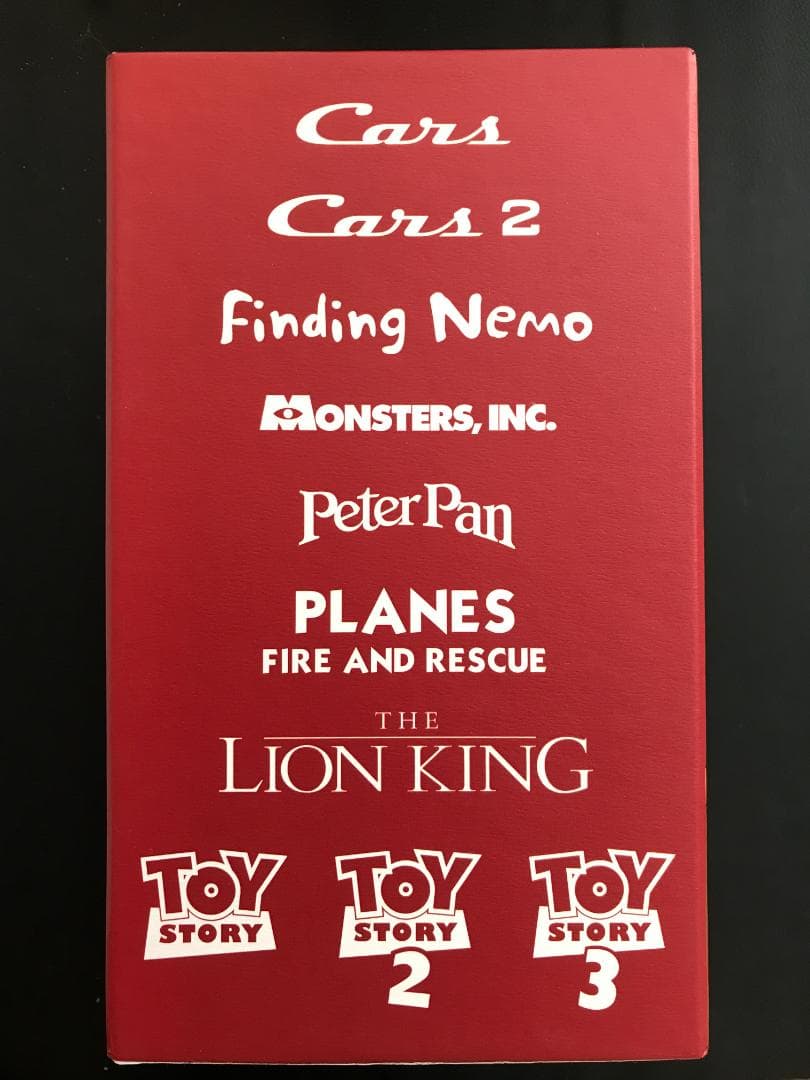 Cars
Cars 2
Finding Nemo
MONSTERS, INC.
Peter Pan
PLANES
FIRE AND RESCUE
THE
LION KING
TOY
STORY
TOY
STORY
2
TOY
STORY
3